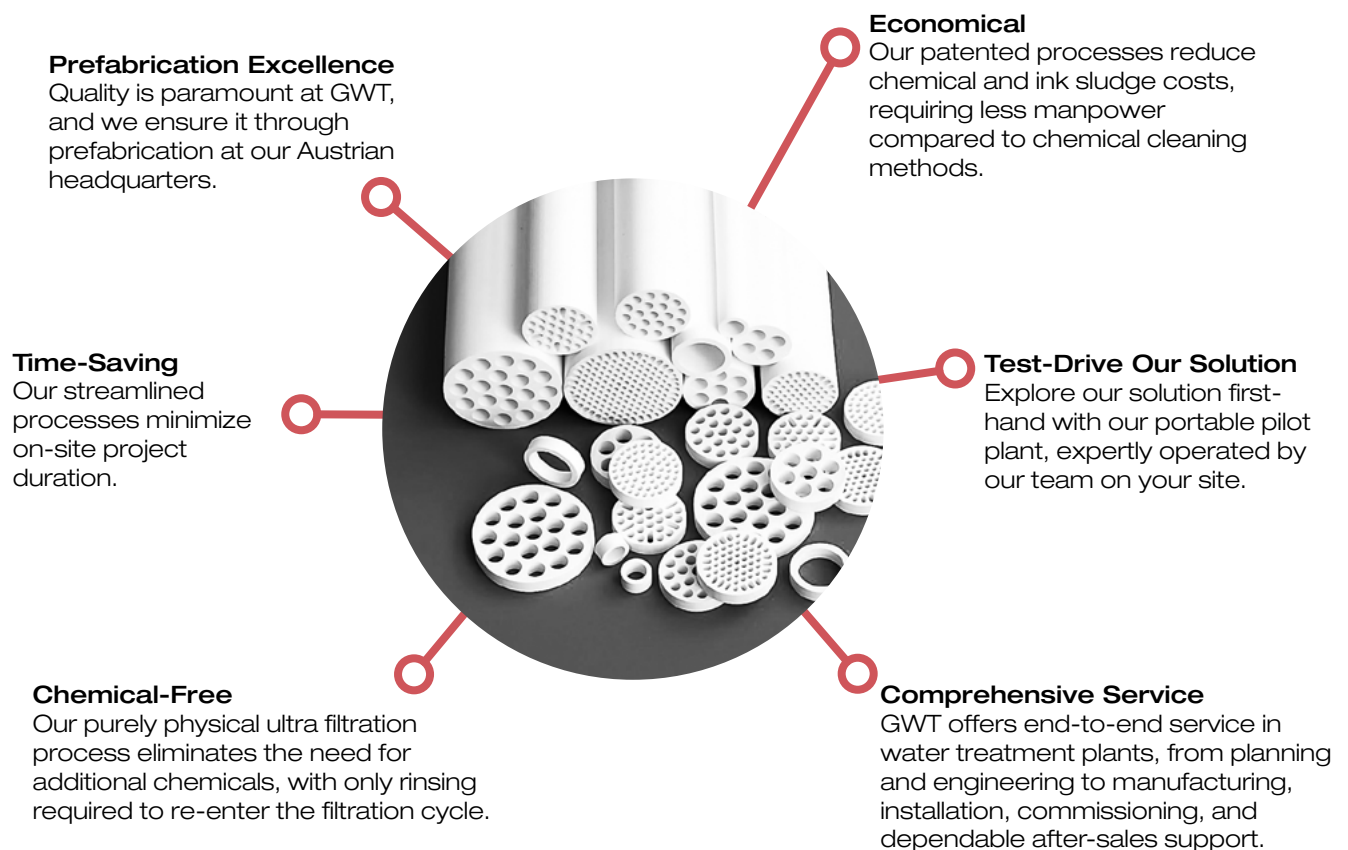 Prefabrication Excellence
Quality is paramount at GWT,
and we ensure it through
prefabrication at our Austrian
headquarters.
Economical
Our patented processes reduce
chemical and ink sludge costs,
requiring less manpower
compared to chemical cleaning
methods.
Time-Saving
Our streamlined
processes minimize
on-site project
duration.
Test-Drive Our Solution
Explore our solution first-
hand with our portable pilot
plant, expertly operated by
our team on your site.
Chemical-Free
Our purely physical ultra filtration
process eliminates the need for
additional chemicals, with only rinsing
required to re-enter the filtration cycle.
Comprehensive Service
GWT offers end-to-end service in
water treatment plants, from planning
and engineering to manufacturing,
installation, commissioning, and
dependable after-sales support.